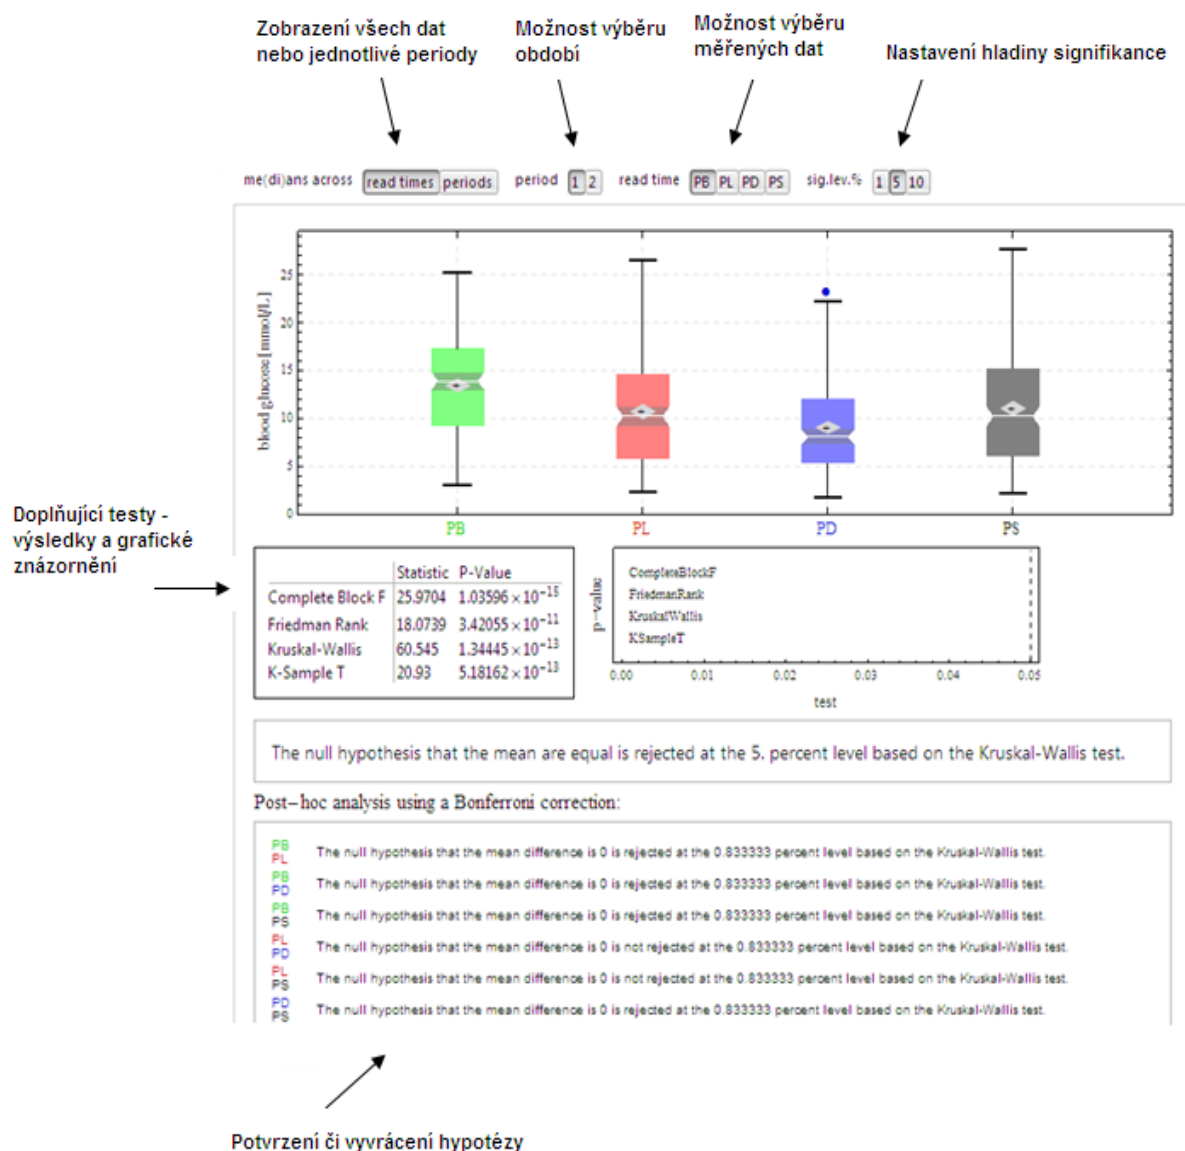 Zobrazení všech dat
nebo jednotlivé periody
Možnost výběru
období
Možnost výběru
měřených dat
Nastavení hladiny signifikance
me(di)ans across read times periods period 1 2 read time PB PL PD PS sig.lev.% 1 5 10
blood glucose [mmol/L]
25
20
15
10
5
0
PB PL PD PS
Doplňující testy -
výsledky a grafické
znázornění
Statistic P-Value
Complete Block F 25.9704 1.03596 × 10⁻¹⁵
Friedman Rank 18.0739 3.42055 × 10⁻¹¹
Kruskal-Wallis 60.545 1.34445 × 10⁻¹³
K-Sample T 20.93 5.18162 × 10⁻¹³
p-value
CompleteBlockF
FriedmanRank
KruskalWallis
KSampleT
0.00 0.01 0.02 0.03 0.04 0.05
test
The null hypothesis that the mean are equal is rejected at the 5. percent level based on the Kruskal-Wallis test.
Post-hoc analysis using a Bonferroni correction:
PB
PL
The null hypothesis that the mean difference is 0 is rejected at the 0.833333 percent level based on the Kruskal-Wallis test.
PB
PD
The null hypothesis that the mean difference is 0 is rejected at the 0.833333 percent level based on the Kruskal-Wallis test.
PB
PS
The null hypothesis that the mean difference is 0 is rejected at the 0.833333 percent level based on the Kruskal-Wallis test.
PL
PD
The null hypothesis that the mean difference is 0 is not rejected at the 0.833333 percent level based on the Kruskal-Wallis test.
PL
PS
The null hypothesis that the mean difference is 0 is not rejected at the 0.833333 percent level based on the Kruskal-Wallis test.
PD
PS
The null hypothesis that the mean difference is 0 is rejected at the 0.833333 percent level based on the Kruskal-Wallis test.
Potvrzení či vyvrácení hypotézy